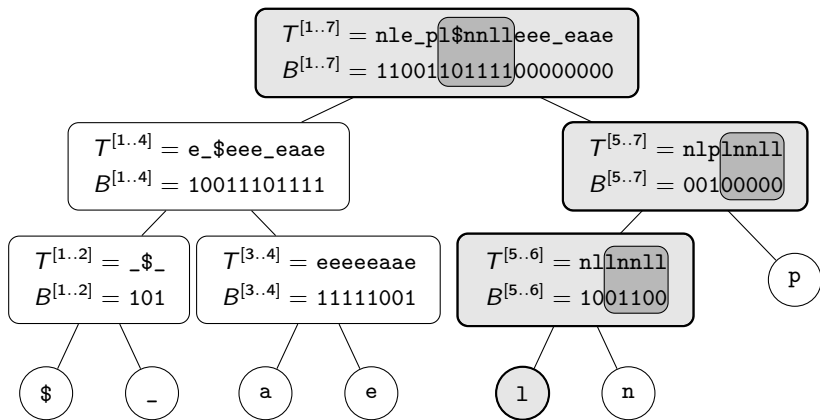 T^[1..7] = nle_pl$nnlleee_eaae
B^[1..7] = 1100110111100000000
T^[1..4] = e_$eee_eaae
B^[1..4] = 10011101111
T^[5..7] = nlplnnll
B^[5..7] = 00100000
T^[1..2] = _$_
B^[1..2] = 101
T^[3..4] = eeeeeaae
B^[3..4] = 11111001
T^[5..6] = nllnnll
B^[5..6] = 1001100
p
$ _ a e l n